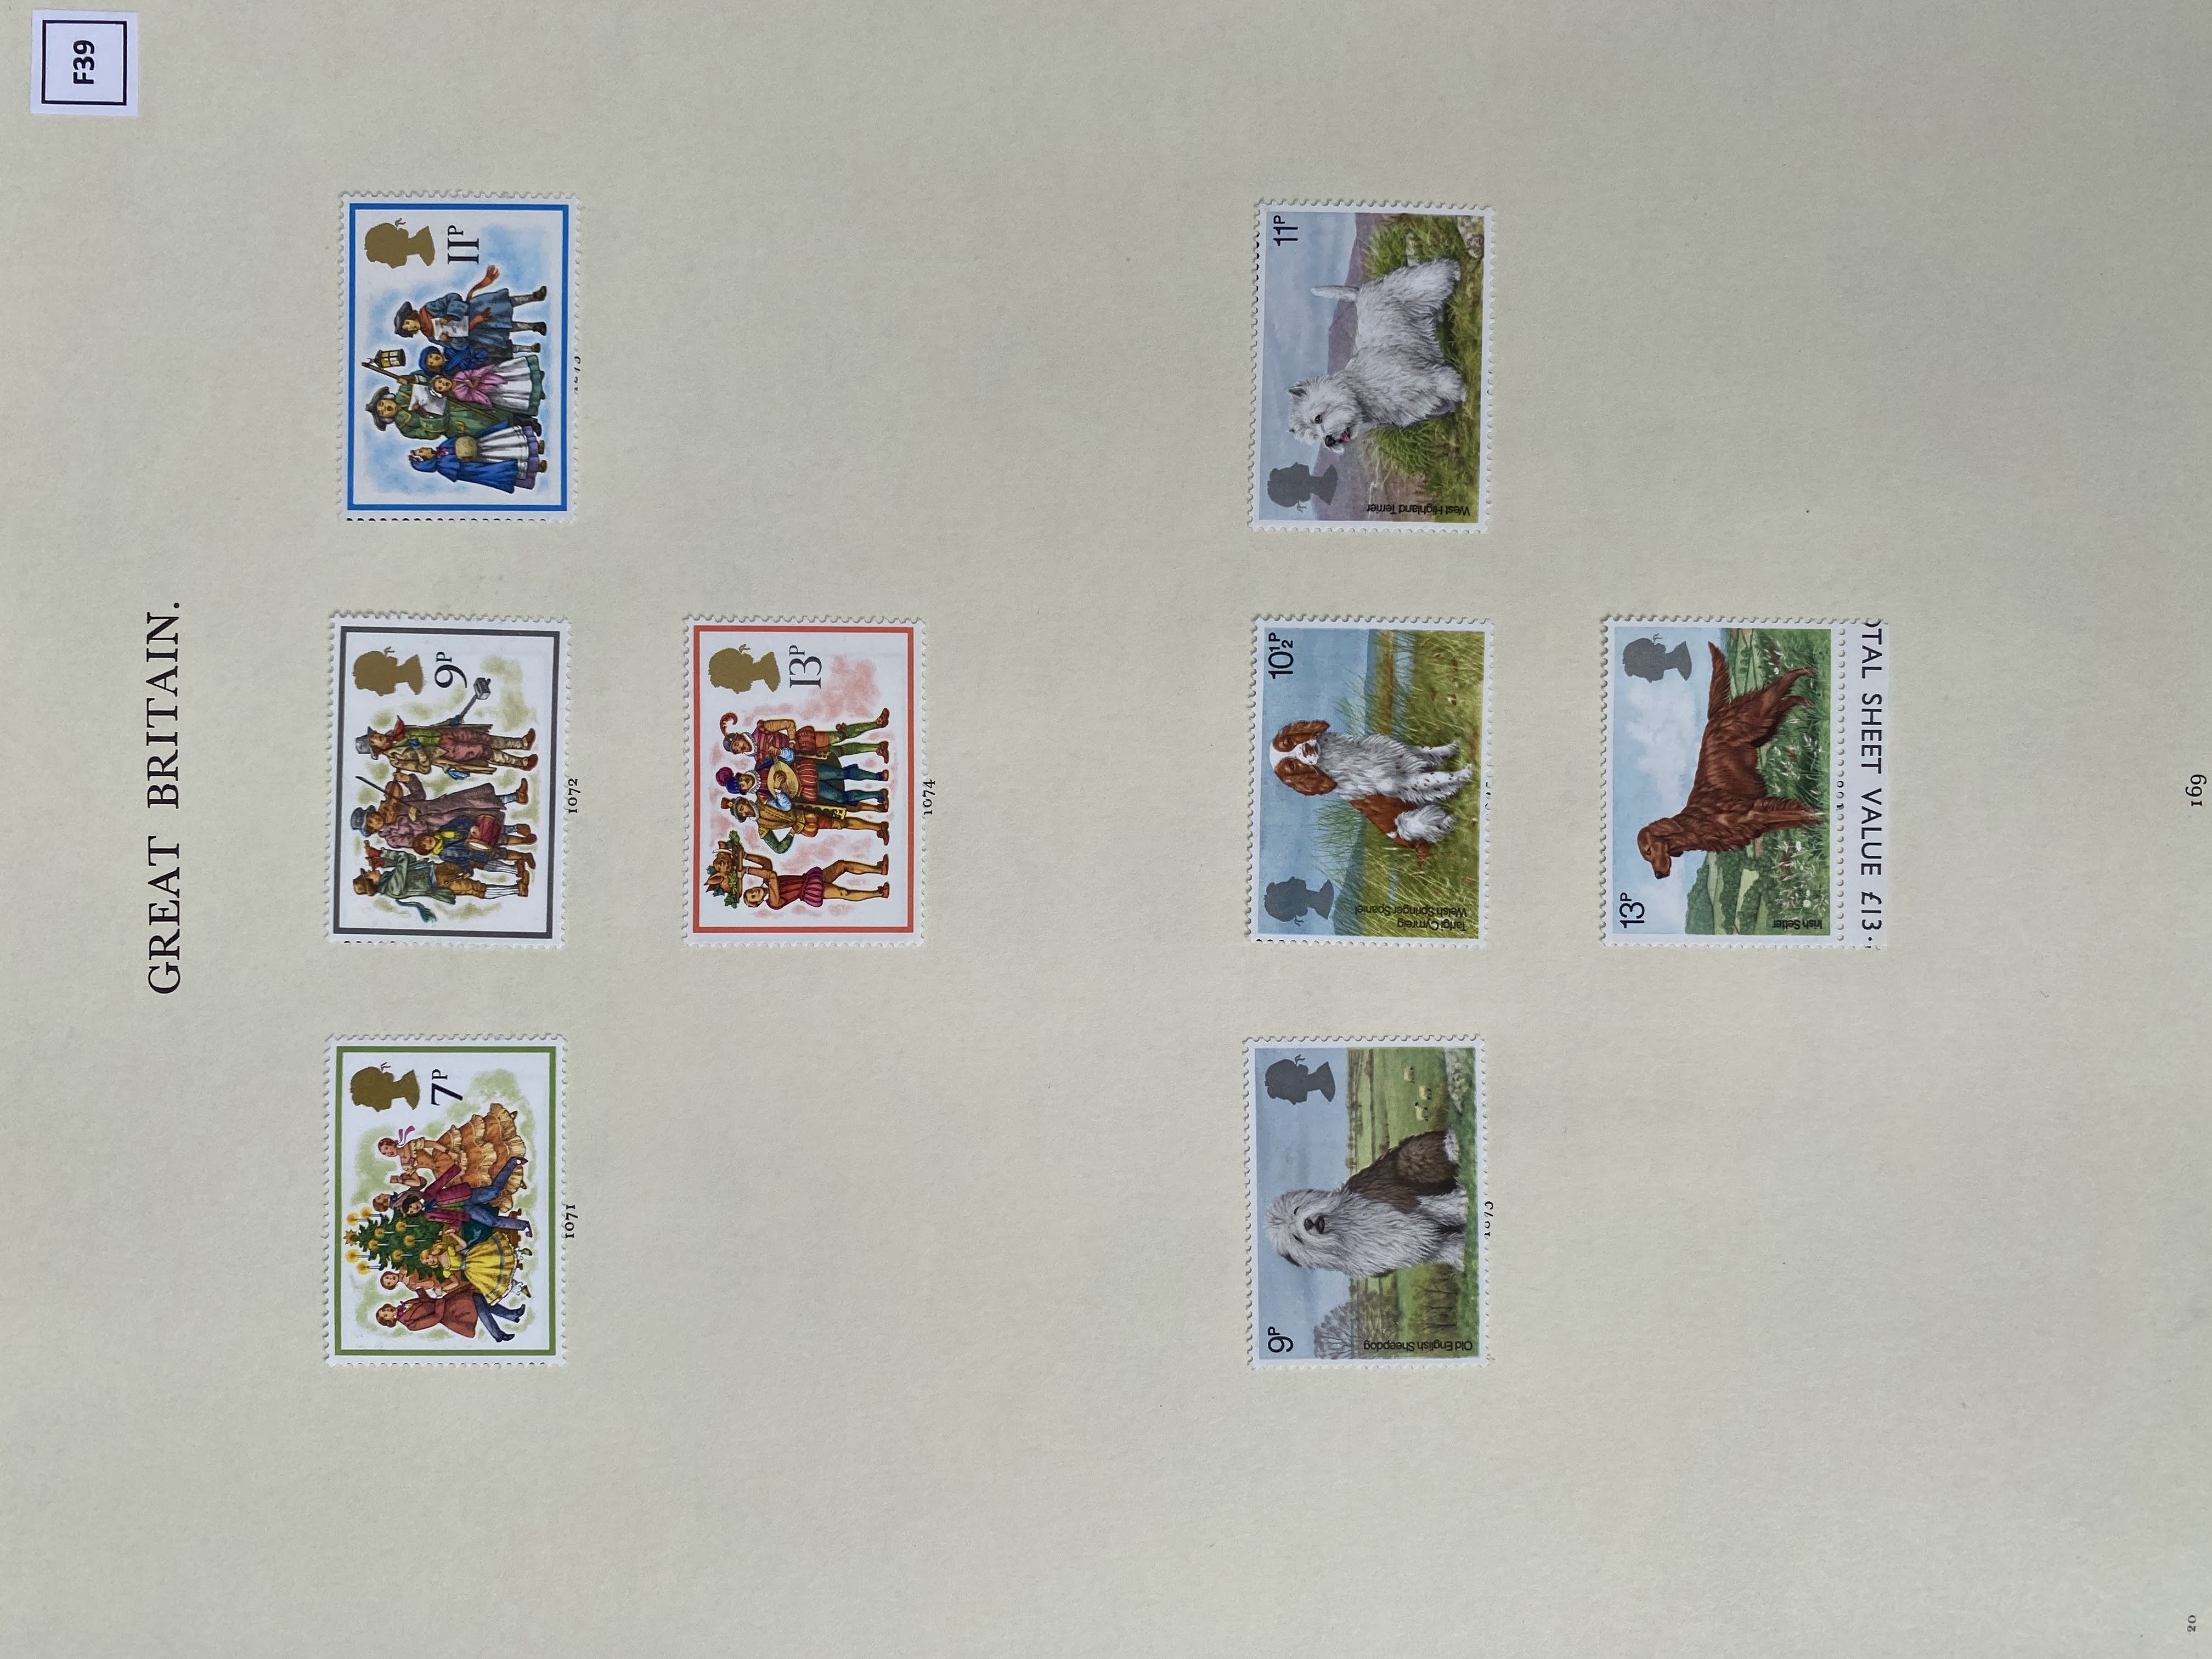 F39
GREAT BRITAIN.
7P
9P
11P
1071
1072
13P
1074
9P
Old English Sheepdog
10½P
Tarfgi Cymreig
Welsh Springer Spaniel
11P
West Highland Terrier
13P
Irish Setter
OTAL SHEET VALUE £13·
20
169